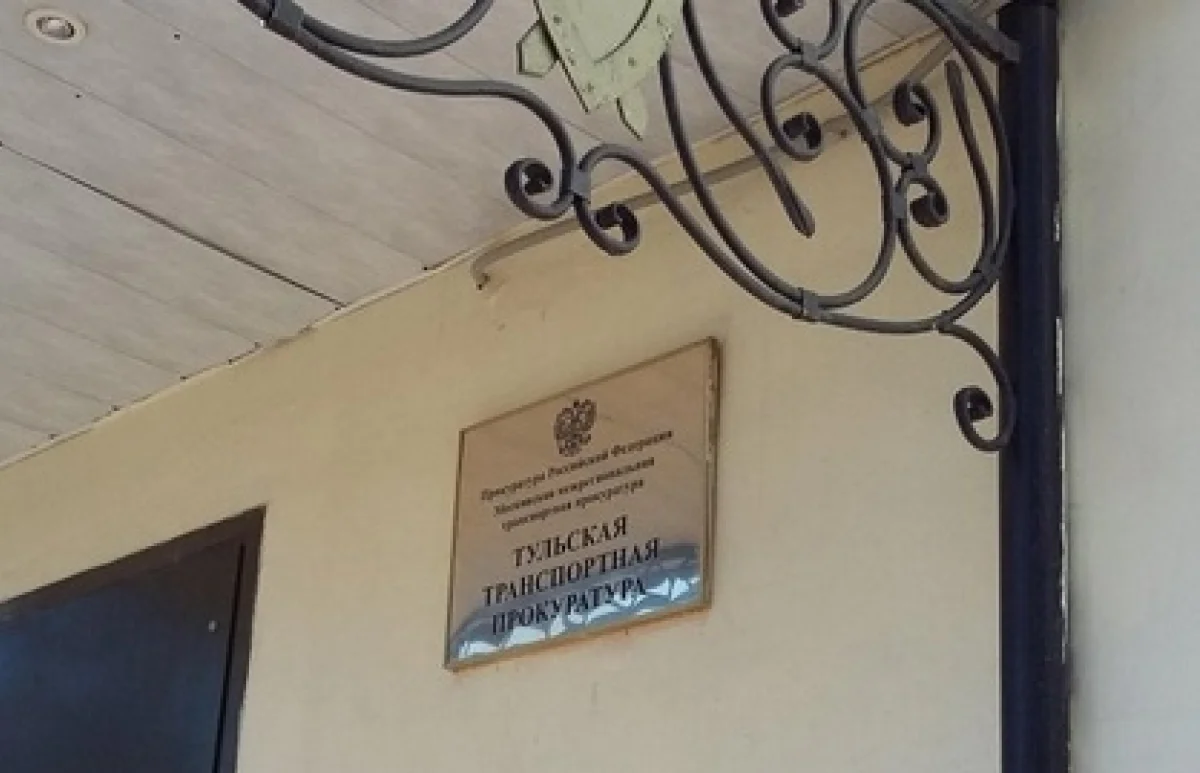 Прокуратура Российской Федерации
Московская межрегиональная
транспортная прокуратура
ТУЛЬСКАЯ
ТРАНСПОРТНАЯ
ПРОКУРАТУРА